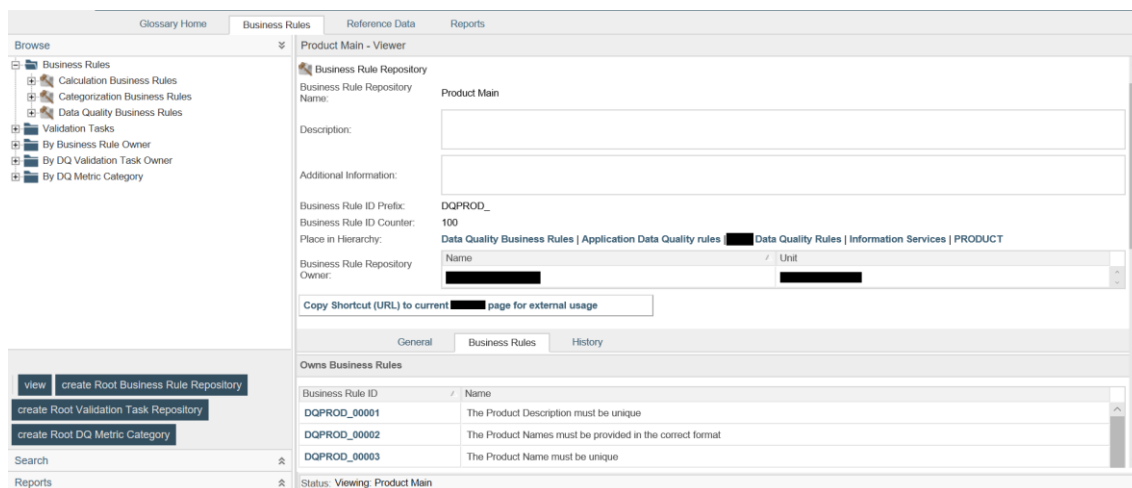 Glossary Home Business Rules Reference Data Reports
Browse
Business Rules
Calculation Business Rules
Categorization Business Rules
Data Quality Business Rules
Validation Tasks
By Business Rule Owner
By DQ Validation Task Owner
By DQ Metric Category
view create Root Business Rule Repository
create Root Validation Task Repository
create Root DQ Metric Category
Search
Reports
Product Main - Viewer
Business Rule Repository
Business Rule Repository
Name: Product Main
Description:
Additional Information:
Business Rule ID Prefix: DQPROD_
Business Rule ID Counter: 100
Place in Hierarchy: Data Quality Business Rules | Application Data Quality rules | Data Quality Rules | Information Services | PRODUCT
Business Rule Repository
Owner:
Name / Unit
Copy Shortcut (URL) to current page for external usage
General Business Rules History
Owns Business Rules
Business Rule ID / Name
DQPROD_00001 The Product Description must be unique
DQPROD_00002 The Product Names must be provided in the correct format
DQPROD_00003 The Product Name must be unique
Status: Viewing: Product Main